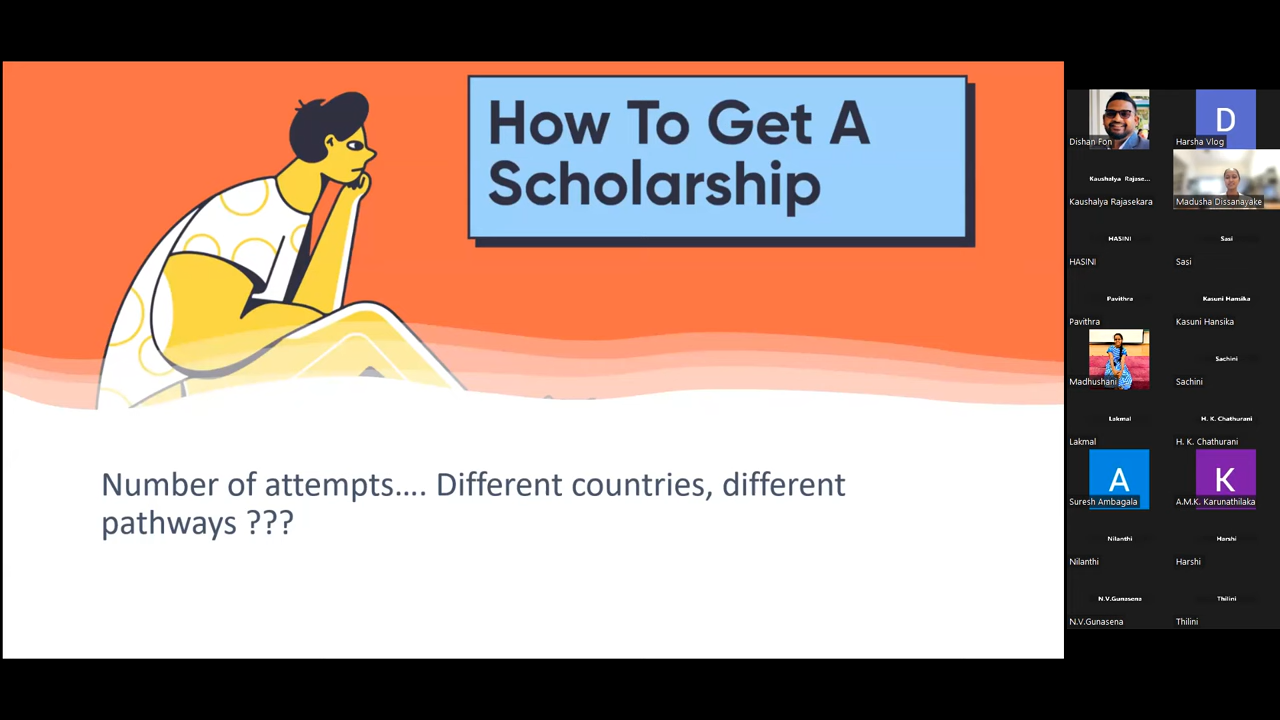 How To Get A
Scholarship
Number of attempts.... Different countries, different
pathways ???
Dishan Fon
D
Harsha Vlog
Kaushalya Rajase...
Kaushalya Rajasekara
Madusha Dissanayake
HASINI
HASINI
Sasi
Sasi
Pavithra
Pavithra
Kasuni Hansika
Kasuni Hansika
Madhushani
Sachini
Sachini
Lakmal
Lakmal
H. K. Chathurani
H. K. Chathurani
A
Suresh Ambagala
K
A.M.K. Karunathilaka
Nilanthi
Nilanthi
Harshi
Harshi
N.V.Gunasena
N.V.Gunasena
Thilini
Thilini